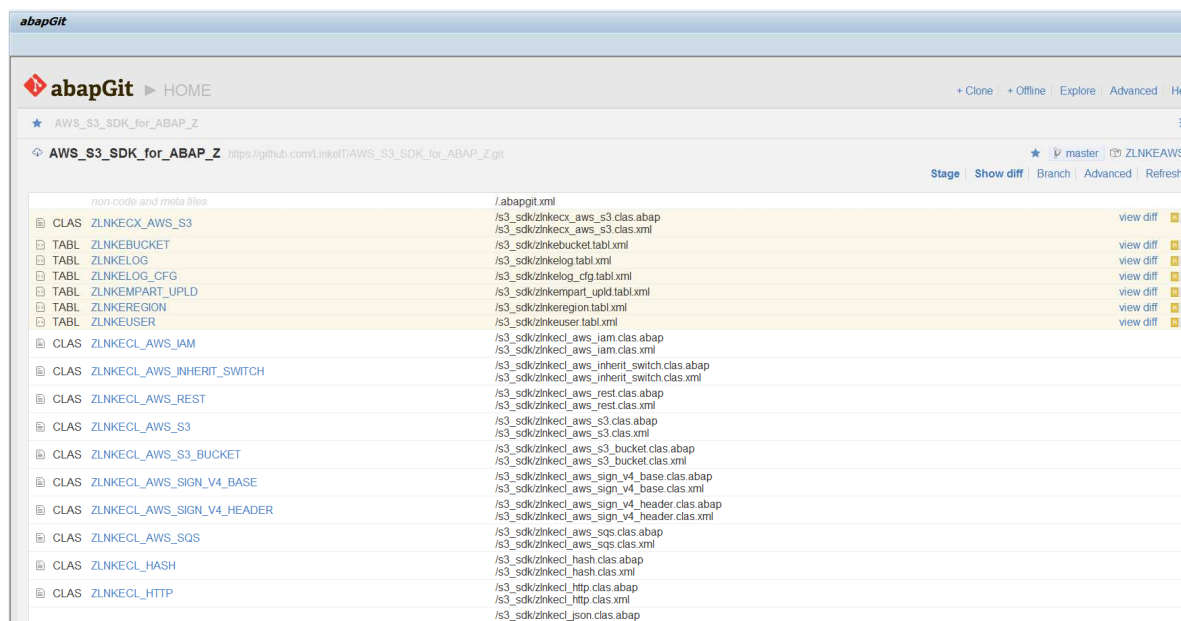 abapGit
abapGit ▶ HOME
+ Clone + Offline Explore Advanced
AWS_S3_SDK_for_ABAP_Z
AWS_S3_SDK_for_ABAP_Z https://github.com/LinkeIT/AWS_S3_SDK_for_ABAP_Z.git master ZLNKEAWS
Stage Show diff Branch Advanced Refresh
non-code and meta files /.abapgit.xml
CLAS ZLNKECX_AWS_S3 /s3_sdk/zlnkecx_aws_s3.clas.abap view diff
/s3_sdk/zlnkecx_aws_s3.clas.xml
TABL ZLNKEBUCKET /s3_sdk/zlnkebucket.tabl.xml view diff
TABL ZLNKELOG /s3_sdk/zlnkelog.tabl.xml view diff
TABL ZLNKELOG_CFG /s3_sdk/zlnkelog_cfg.tabl.xml view diff
TABL ZLNKEMPART_UPLD /s3_sdk/zlnkempart_upld.tabl.xml view diff
TABL ZLNKEREGION /s3_sdk/zlnkeregion.tabl.xml view diff
TABL ZLNKEUSER /s3_sdk/zlnkeuser.tabl.xml view diff
CLAS ZLNKECL_AWS_IAM /s3_sdk/zlnkecl_aws_iam.clas.abap
/s3_sdk/zlnkecl_aws_iam.clas.xml
CLAS ZLNKECL_AWS_INHERIT_SWITCH /s3_sdk/zlnkecl_aws_inherit_switch.clas.abap
/s3_sdk/zlnkecl_aws_inherit_switch.clas.xml
CLAS ZLNKECL_AWS_REST /s3_sdk/zlnkecl_aws_rest.clas.abap
/s3_sdk/zlnkecl_aws_rest.clas.xml
CLAS ZLNKECL_AWS_S3 /s3_sdk/zlnkecl_aws_s3.clas.abap
/s3_sdk/zlnkecl_aws_s3.clas.xml
CLAS ZLNKECL_AWS_S3_BUCKET /s3_sdk/zlnkecl_aws_s3_bucket.clas.abap
/s3_sdk/zlnkecl_aws_s3_bucket.clas.xml
CLAS ZLNKECL_AWS_SIGN_V4_BASE /s3_sdk/zlnkecl_aws_sign_v4_base.clas.abap
/s3_sdk/zlnkecl_aws_sign_v4_base.clas.xml
CLAS ZLNKECL_AWS_SIGN_V4_HEADER /s3_sdk/zlnkecl_aws_sign_v4_header.clas.abap
/s3_sdk/zlnkecl_aws_sign_v4_header.clas.xml
CLAS ZLNKECL_AWS_SQS /s3_sdk/zlnkecl_aws_sqs.clas.abap
/s3_sdk/zlnkecl_aws_sqs.clas.xml
CLAS ZLNKECL_HASH /s3_sdk/zlnkecl_hash.clas.abap
/s3_sdk/zlnkecl_hash.clas.xml
CLAS ZLNKECL_HTTP /s3_sdk/zlnkecl_http.clas.abap
/s3_sdk/zlnkecl_http.clas.xml
/s3_sdk/zlnkecl_json.clas.abap